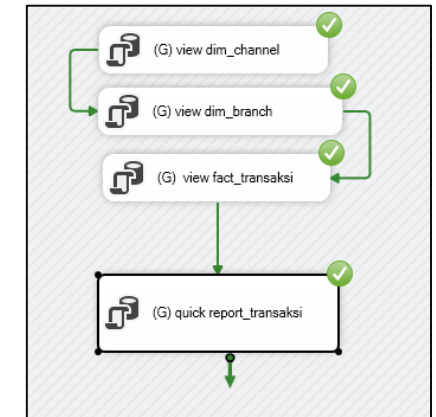 (G) view dim_channel
(G) view dim_branch
(G) view fact_transaksi
(G) quick report_transaksi